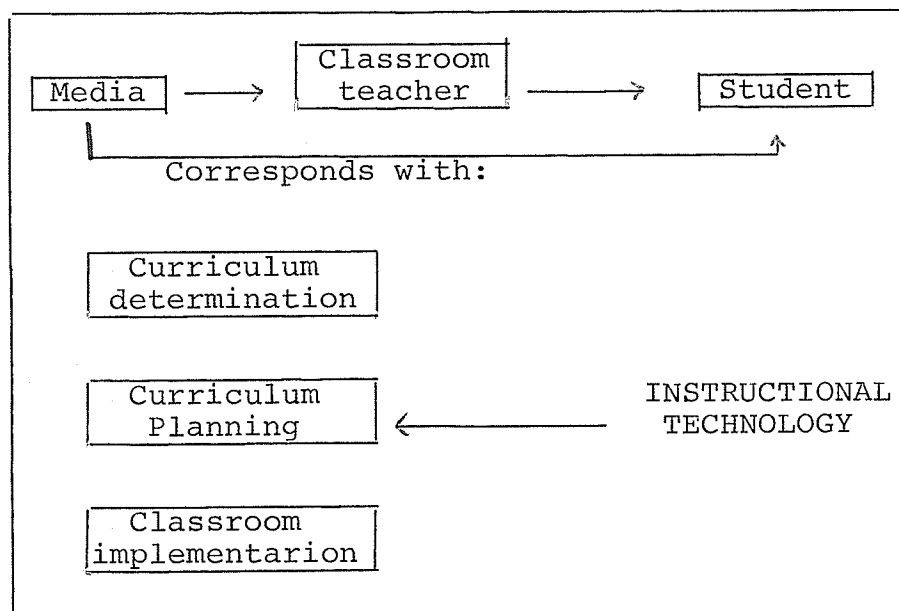 Media
Classroom
teacher
Student
Corresponds with:
Curriculum
determination
Curriculum
Planning
INSTRUCTIONAL
TECHNOLOGY
Classroom
implementarion